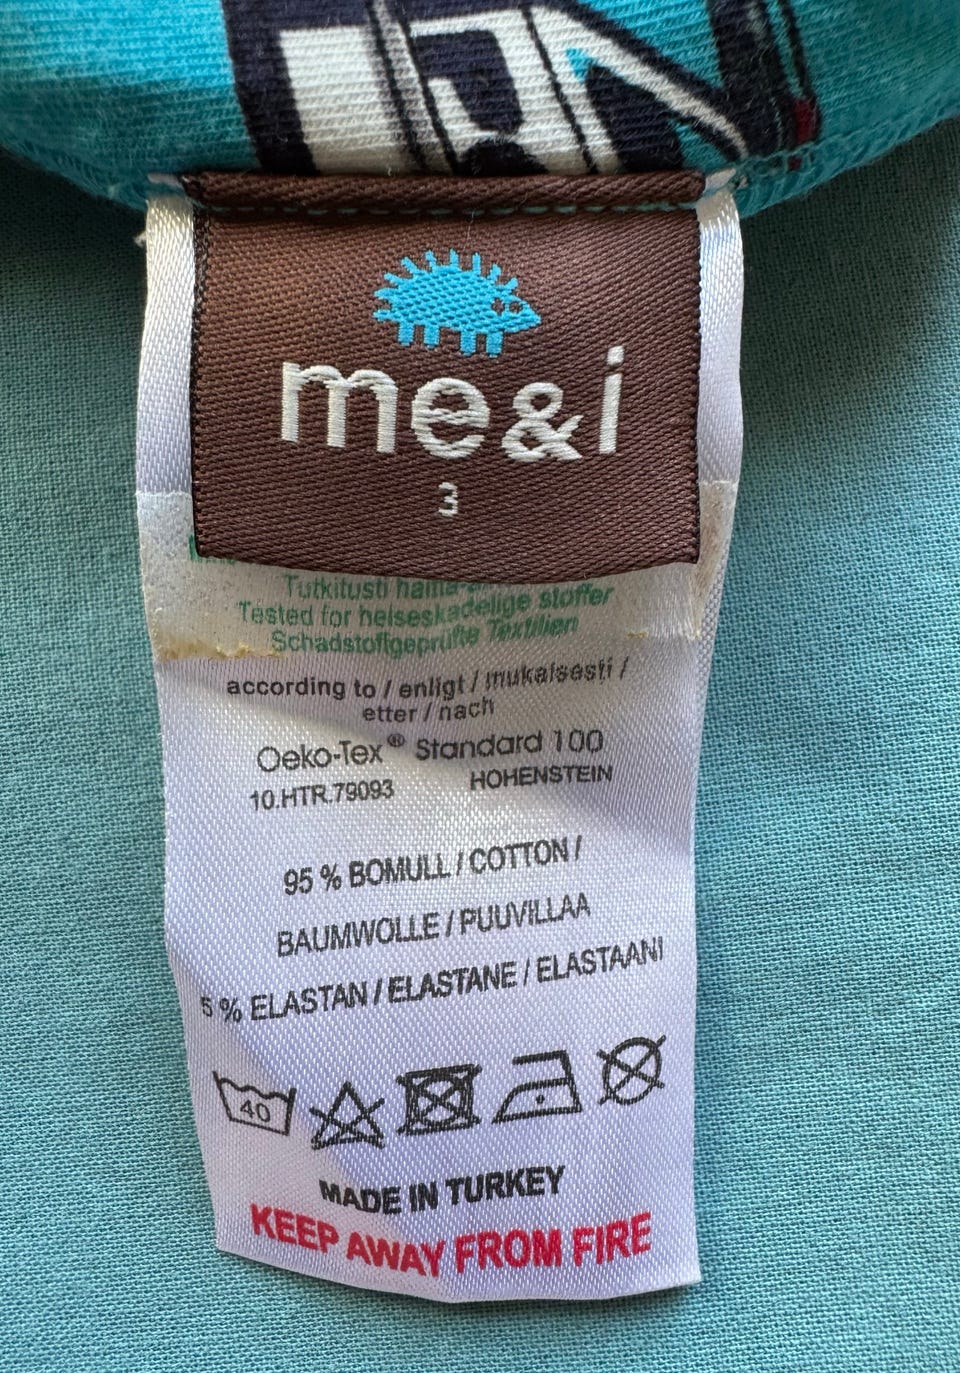 me&i
3
Tutkitusti
Tested for helseskadelige stoffer
Schadstoffgeprüfte Textilien
according to / enligt / mukaisesti /
etter / nach
Oeko-Tex® Standard 100
10.HTR.79093 HOHENSTEIN
95 % BOMULL / COTTON /
BAUMWOLLE / PUUVILLAA
5 % ELASTAN / ELASTANE / ELASTAANI
40
MADE IN TURKEY
KEEP AWAY FROM FIRE